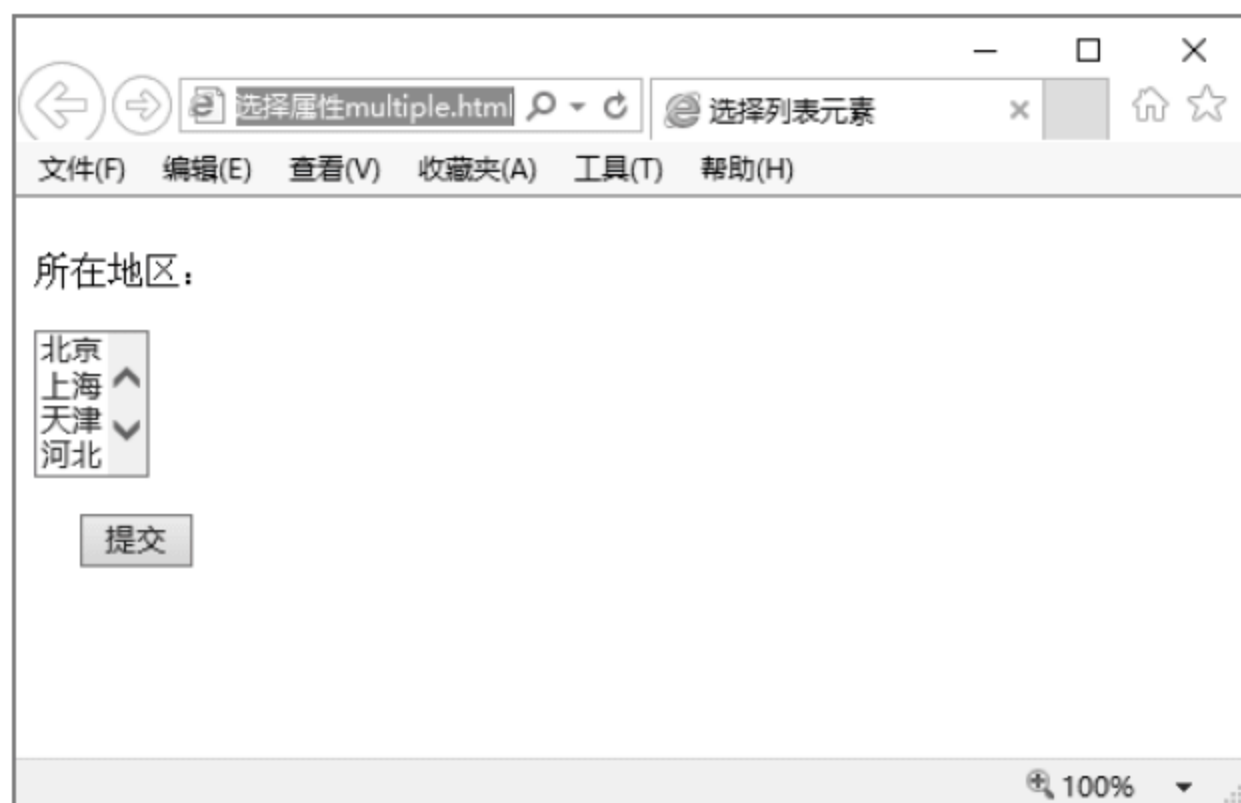 选择属性multiple.html
选择列表元素
文件(F) 编辑(E) 查看(V) 收藏夹(A) 工具(T) 帮助(H)
所在地区：
北京
上海
天津
河北
提交
100%